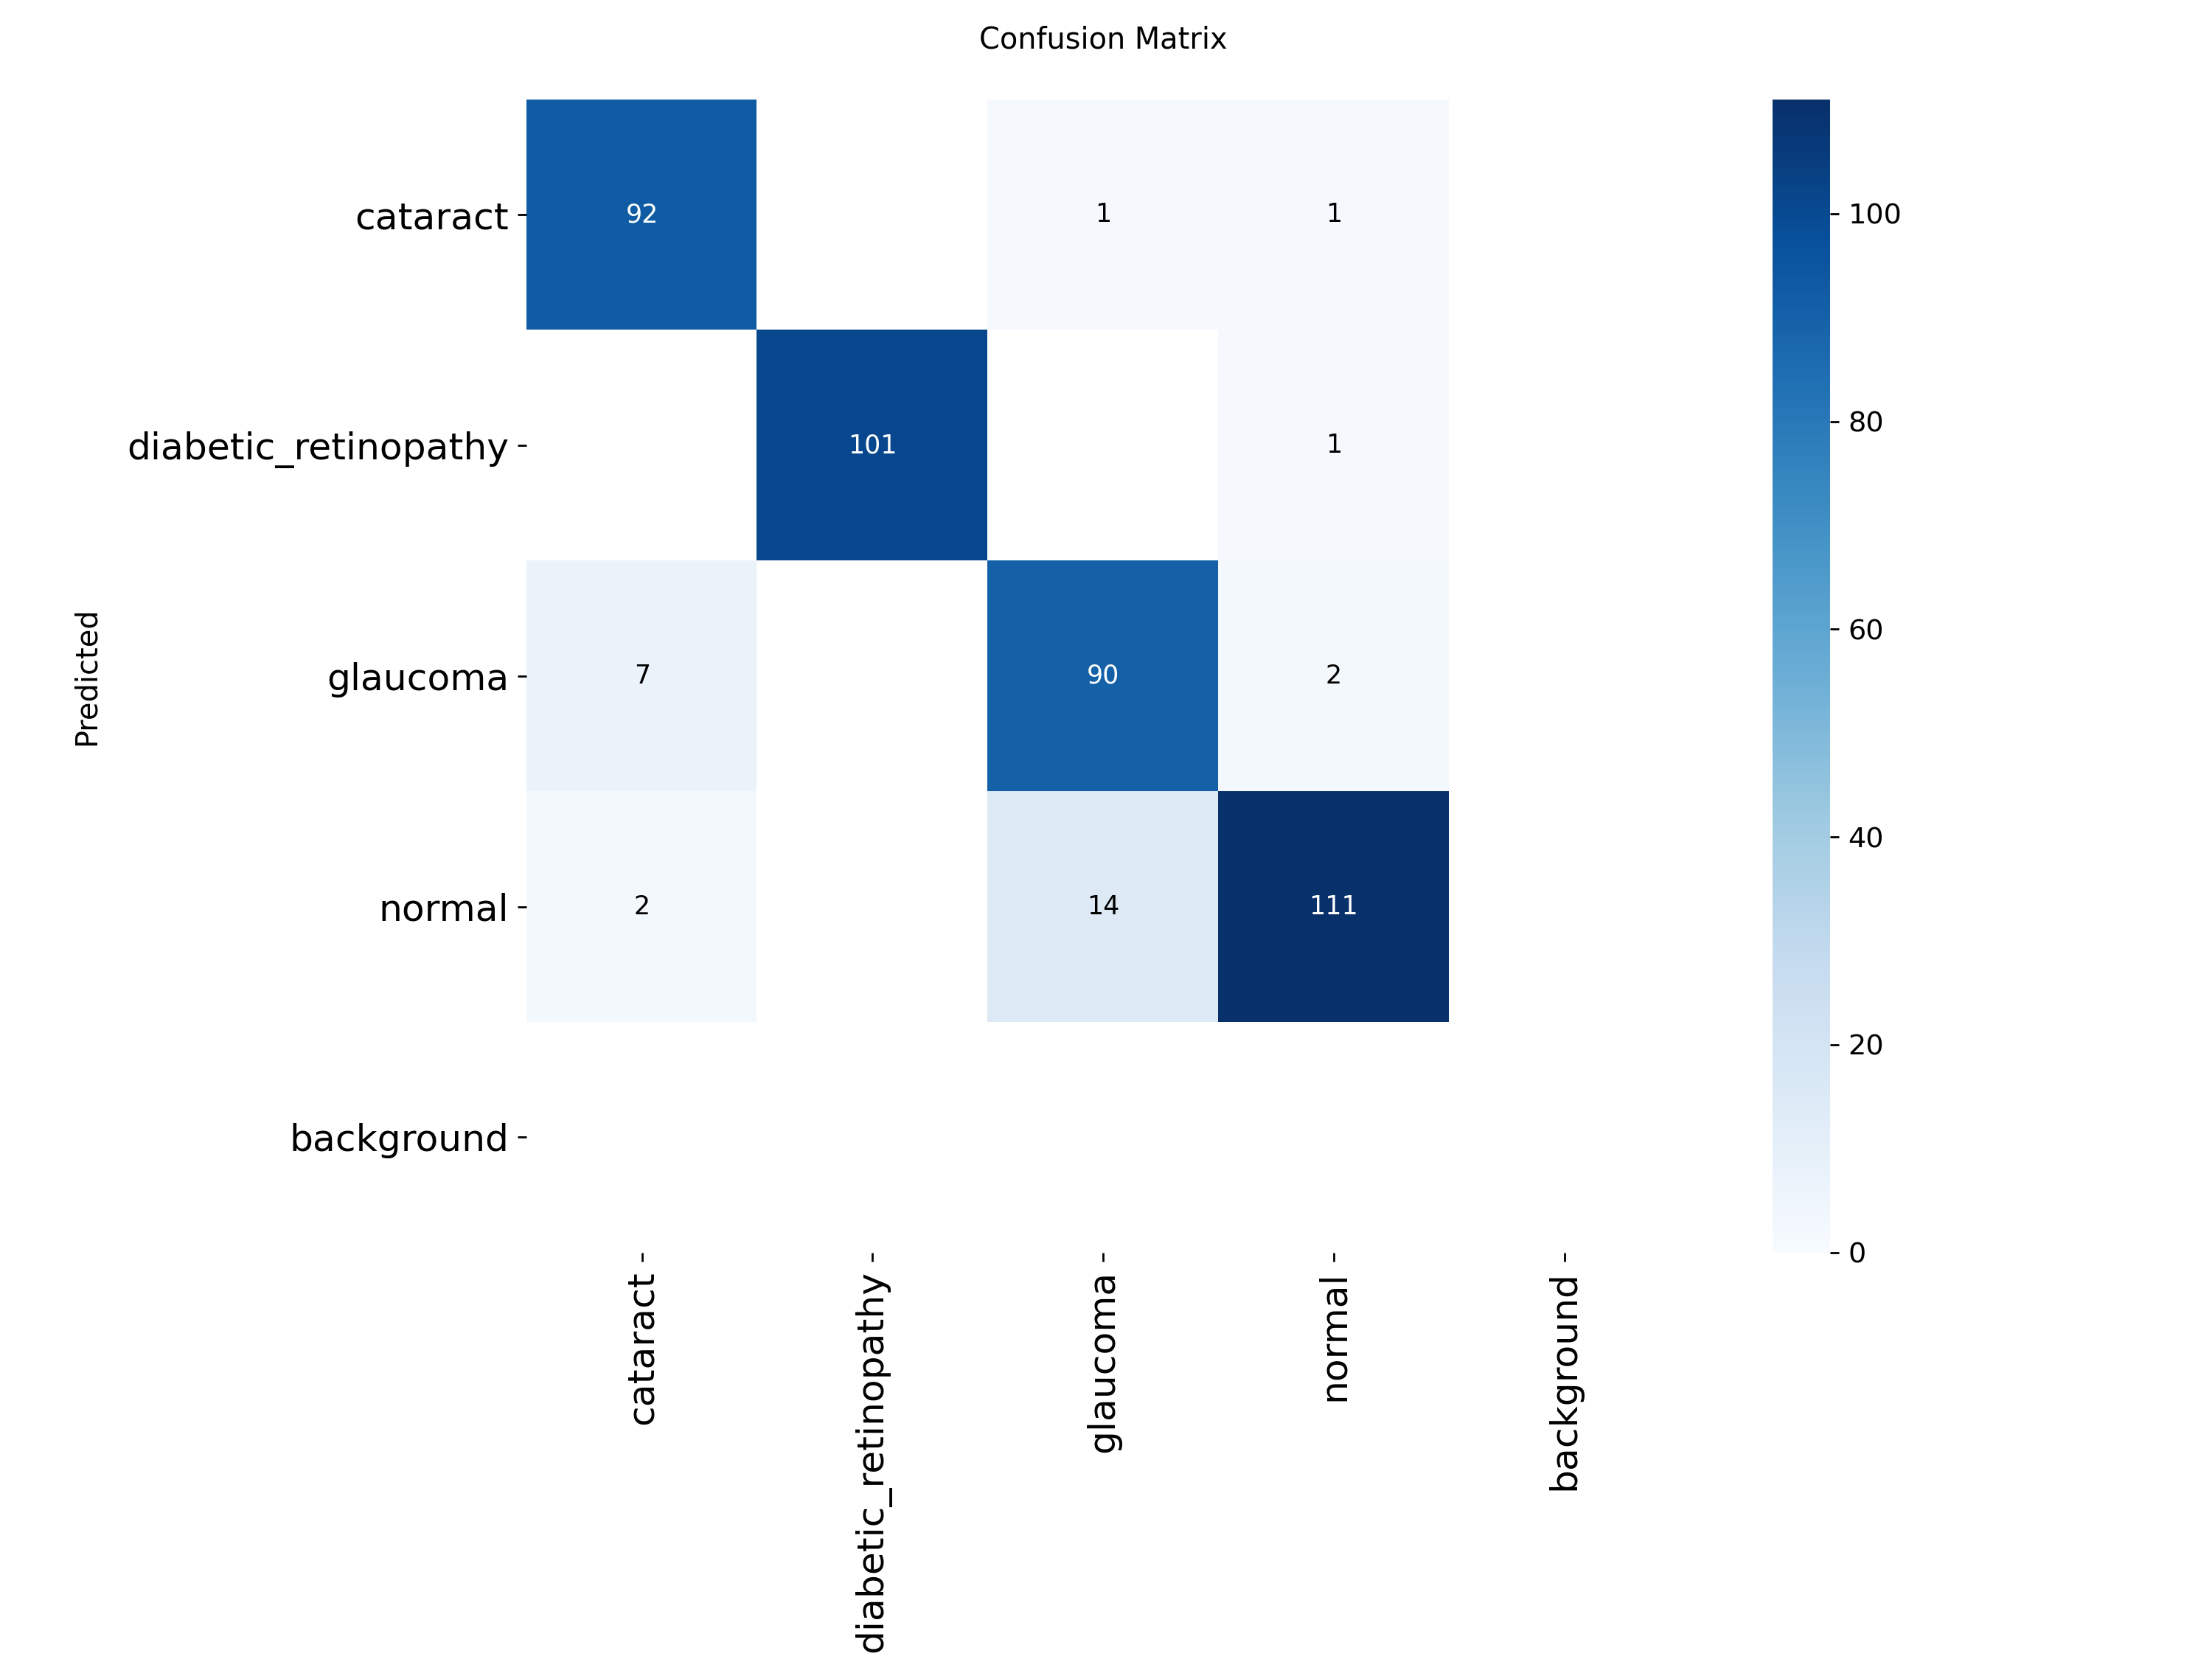 Confusion Matrix
cataract
92
1
1
100
diabetic_retinopathy
101
1
80
60
Predicted
glaucoma
7
90
2
40
normal
2
14
111
20
background
0
cataract
diabetic_retinopathy
glaucoma
normal
background